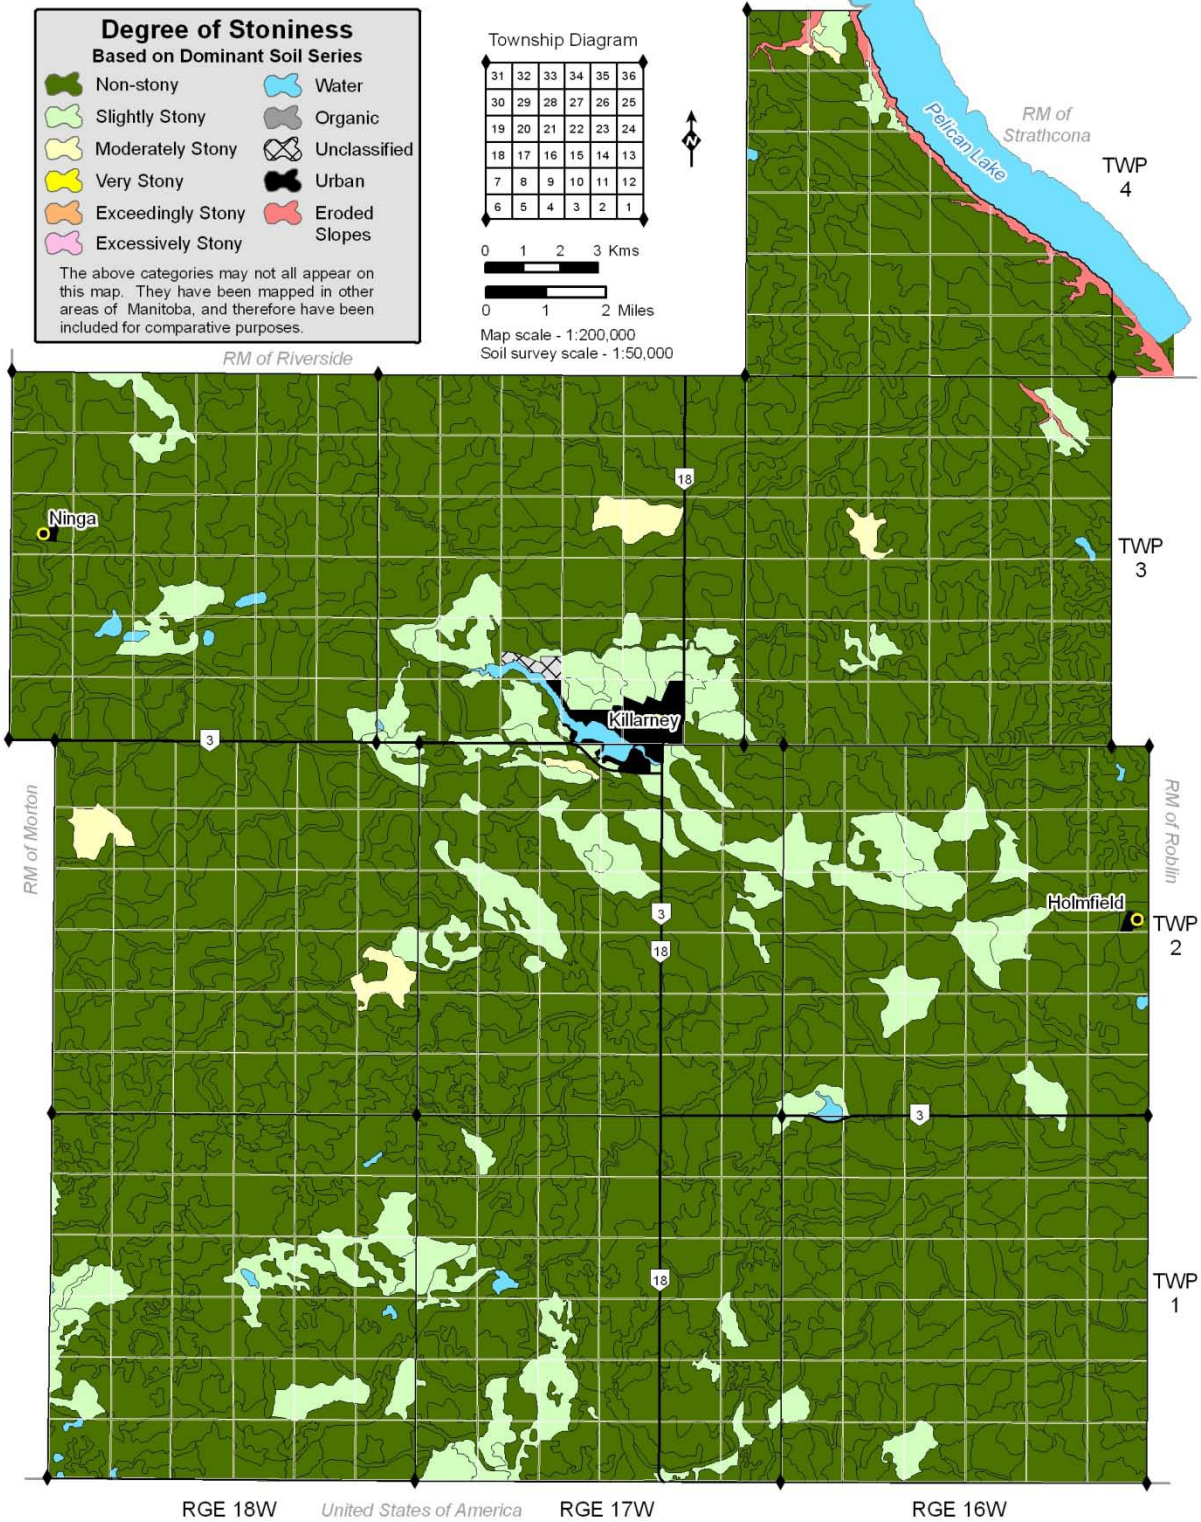 Degree of Stoniness
Based on Dominant Soil Series
Non-stony
Slightly Stony
Moderately Stony
Very Stony
Exceedingly Stony
Excessively Stony
Water
Organic
Unclassified
Urban
Eroded
Slopes
The above categories may not all appear on
this map. They have been mapped in other
areas of Manitoba, and therefore have been
included for comparative purposes.
Township Diagram
31 32 33 34 35 36
30 29 28 27 26 25
19 20 21 22 23 24
18 17 16 15 14 13
7 8 9 10 11 12
6 5 4 3 2 1
N
0 1 2 3 Kms
0 1 2 Miles
Map scale - 1:200,000
Soil survey scale - 1:50,000
Pelican Lake
RM of
Strathcona
TWP
4
RM of Riverside
18
Ninga
TWP
3
Killarney
3
RM of Morton
RM of Roblin
Holmfield
3
18
TWP
2
3
18
TWP
1
RGE 18W
United States of America
RGE 17W
RGE 16W